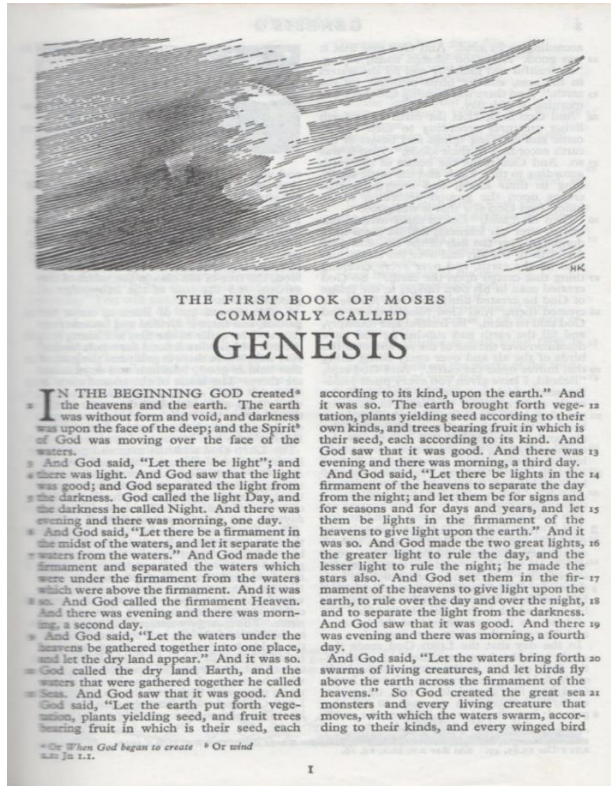 HK
THE FIRST BOOK OF MOSES
COMMONLY CALLED
GENESIS
IN THE BEGINNING GOD created a
2 the heavens and the earth. The earth
was without form and void, and darkness
was upon the face of the deep; and the Spirit b
of God was moving over the face of the
waters.
3 And God said, "Let there be light"; and
4 there was light. And God saw that the light
was good; and God separated the light from
5 the darkness. God called the light Day, and
the darkness he called Night. And there was
evening and there was morning, one day.
6 And God said, "Let there be a firmament in
the midst of the waters, and let it separate the
7 waters from the waters." And God made the
firmament and separated the waters which
were under the firmament from the waters
which were above the firmament. And it was
8 so. And God called the firmament Heaven.
And there was evening and there was morn-
ing, a second day.
9 And God said, "Let the waters under the
heavens be gathered together into one place,
and let the dry land appear." And it was so.
10 God called the dry land Earth, and the
waters that were gathered together he called
Seas. And God saw that it was good. And
11 God said, "Let the earth put forth vege-
tation, plants yielding seed, and fruit trees
bearing fruit in which is their seed, each
according to its kind, upon the earth." And
it was so. The earth brought forth vege- 12
tation, plants yielding seed according to their
own kinds, and trees bearing fruit in which is
their seed, each according to its kind. And
God saw that it was good. And there was 13
evening and there was morning, a third day.
And God said, "Let there be lights in the 14
firmament of the heavens to separate the day
from the night; and let them be for signs and
for seasons and for days and years, and let 15
them be lights in the firmament of the
heavens to give light upon the earth." And it
was so. And God made the two great lights, 16
the greater light to rule the day, and the
lesser light to rule the night; he made the
stars also. And God set them in the fir- 17
mament of the heavens to give light upon the
earth, to rule over the day and over the night, 18
and to separate the light from the darkness.
And God saw that it was good. And there 19
was evening and there was morning, a fourth
day.
And God said, "Let the waters bring forth 20
swarms of living creatures, and let birds fly
above the earth across the firmament of the
heavens." So God created the great sea 21
monsters and every living creature that
moves, with which the waters swarm, accor-
ding to their kinds, and every winged bird
a Or When God began to create b Or wind
1.1: Jn 1.1.
1